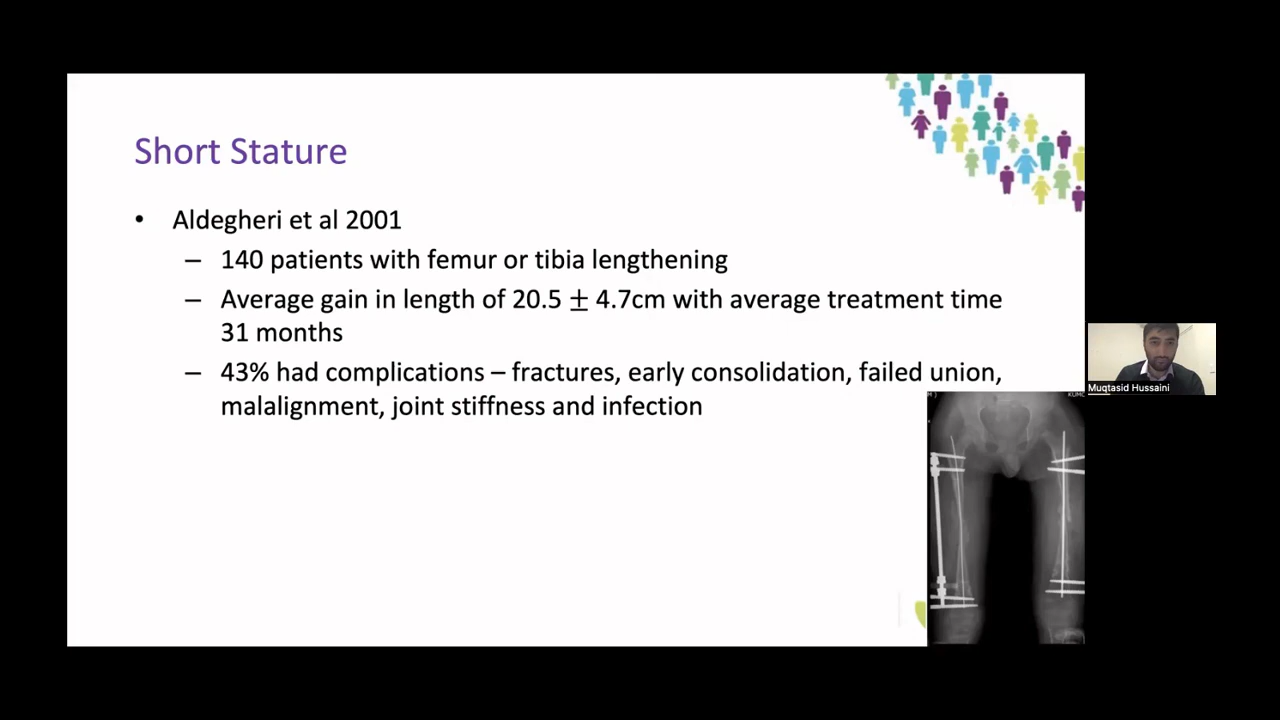 Short Stature
• Aldegheri et al 2001
– 140 patients with femur or tibia lengthening
– Average gain in length of 20.5 ± 4.7cm with average treatment time
31 months
– 43% had complications – fractures, early consolidation, failed union,
malalignment, joint stiffness and infection
Muqtasid Hussaini
KUMC